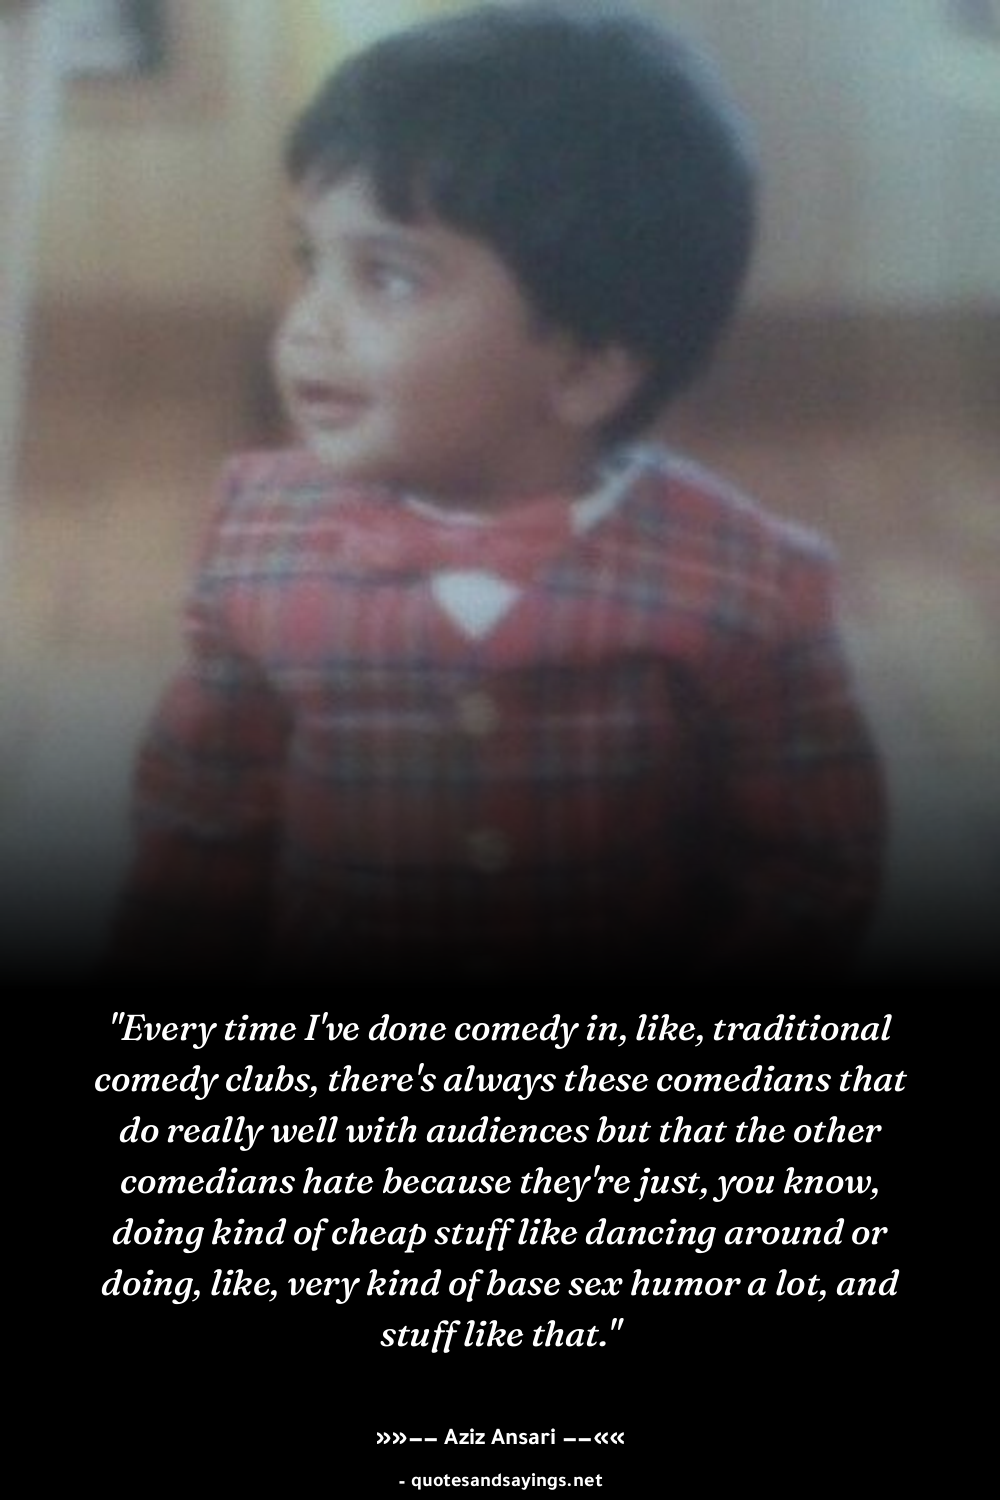 "Every time I've done comedy in, like, traditional
comedy clubs, there's always these comedians that
do really well with audiences but that the other
comedians hate because they're just, you know,
doing kind of cheap stuff like dancing around or
doing, like, very kind of base sex humor a lot, and
stuff like that."
»»—— Aziz Ansari ——««
- quotesandsayings.net